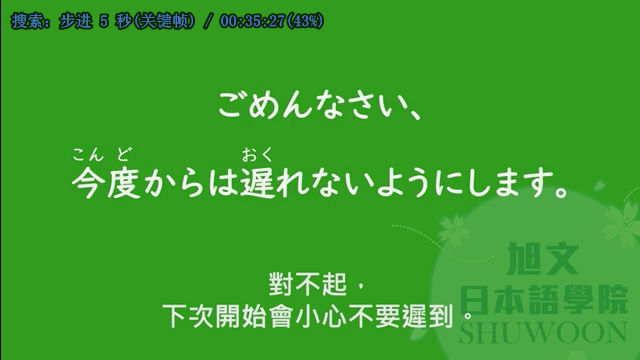 搜索: 步进 5 秒(关键帧) / 00:35:27(43%)
ごめんなさい、
こんど おく
今度からは遅れないようにします。
對不起，
下次開始會小心不要遲到。
旭文
日本語學院
SHUWOON